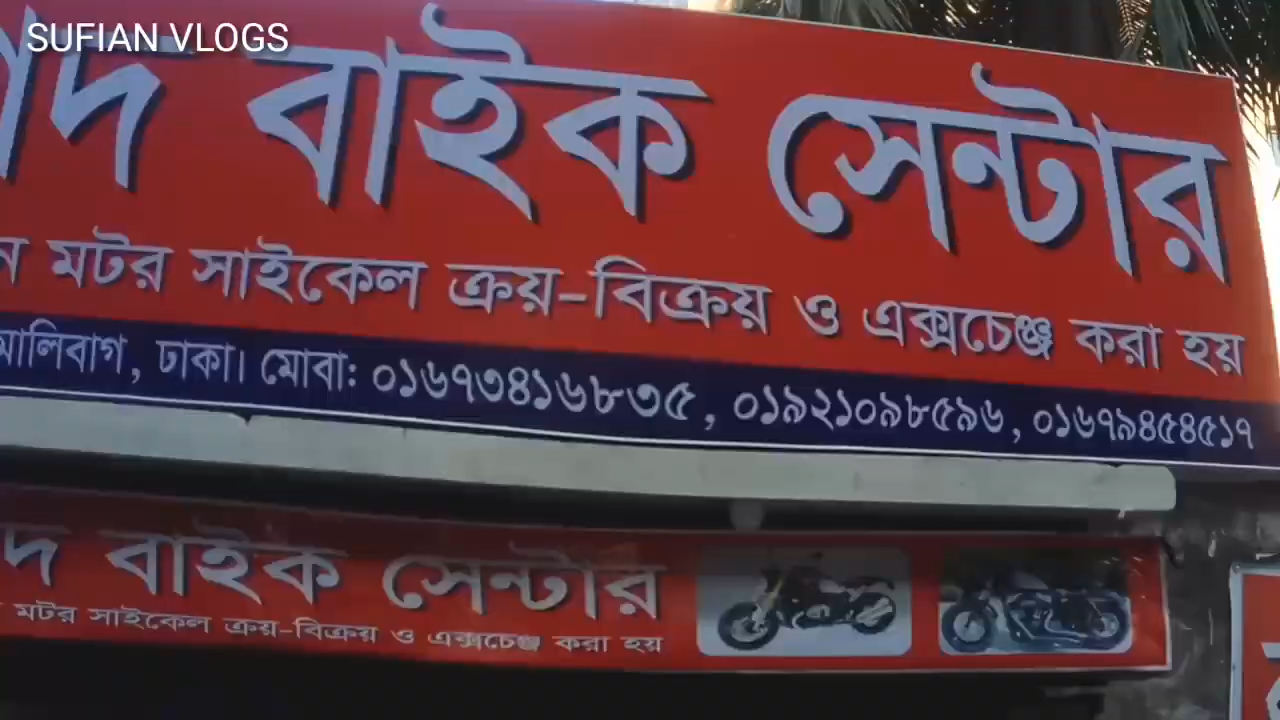 SUFIAN VLOGS
বাইক সেন্টার
মটর সাইকেল ক্রয়-বিক্রয় ও এক্সচেঞ্জ করা হয়
আলিবাগ, ঢাকা। মোবা: ০১৬৭৩৪১৬৮৩৫, ০১৯২১০৯৮৫৯৬, ০১৬৭৯৪৫৪৫১৭
বাইক সেন্টার
মটর সাইকেল ক্রয়-বিক্রয় ও এক্সচেঞ্জ করা হয়